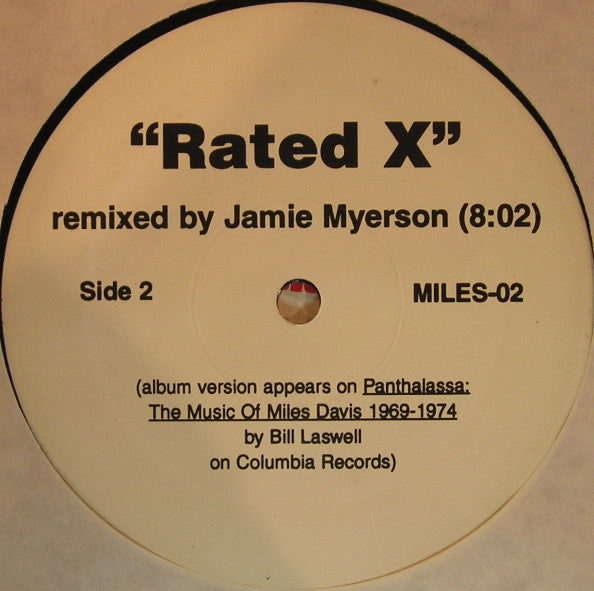 “Rated X”
remixed by Jamie Myerson (8:02)
Side 2 MILES-02
(album version appears on Panthalassa:
The Music Of Miles Davis 1969-1974
by Bill Laswell
on Columbia Records)